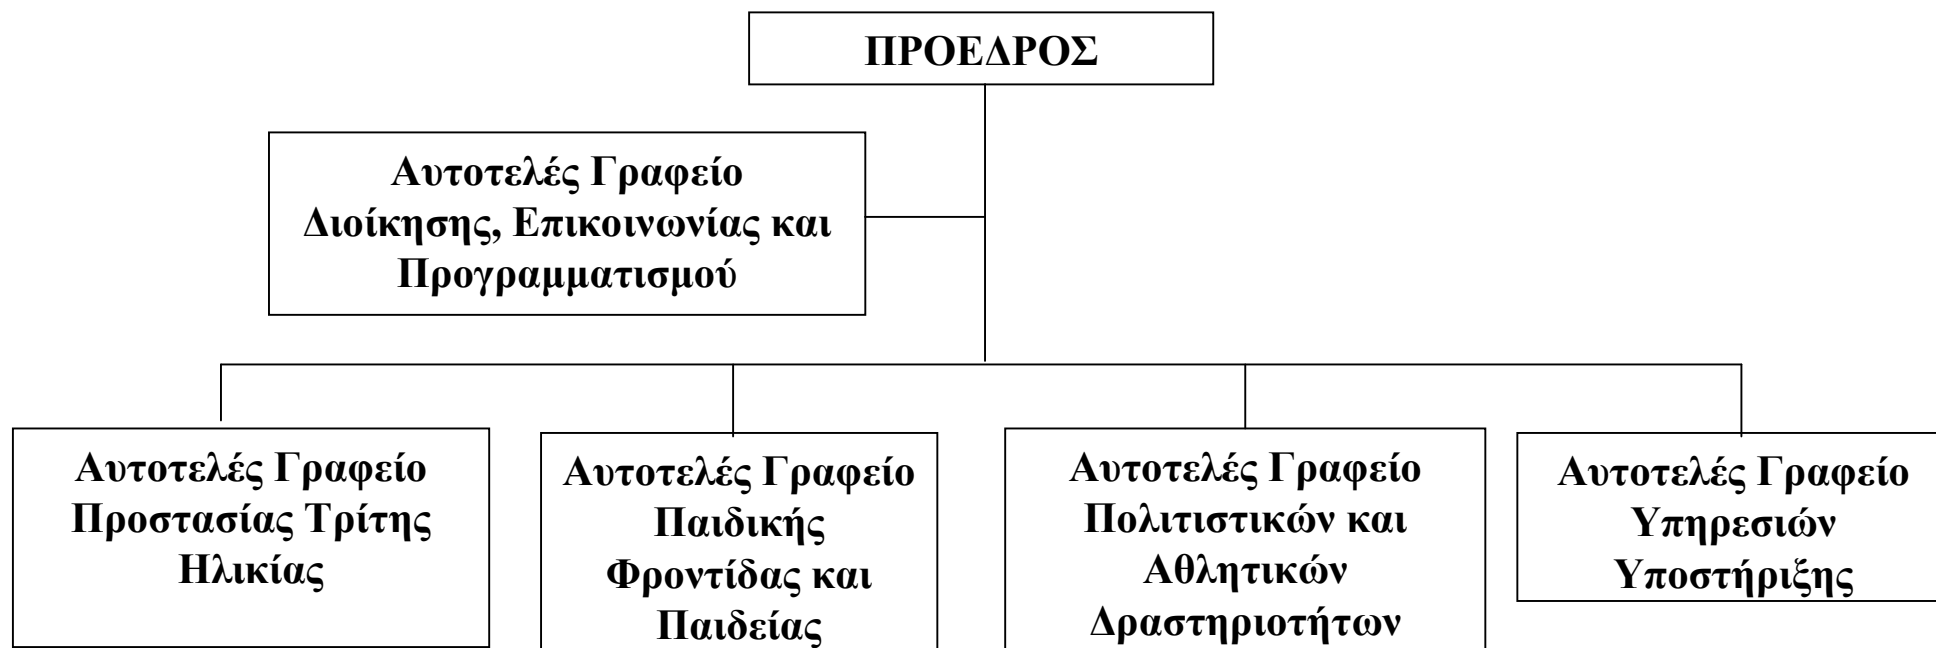 ΠΡΟΕΔΡΟΣ
Αυτοτελές Γραφείο
Διοίκησης, Επικοινωνίας και
Προγραμματισμού
Αυτοτελές Γραφείο
Προστασίας Τρίτης
Ηλικίας
Αυτοτελές Γραφείο
Παιδικής
Φροντίδας και
Παιδείας
Αυτοτελές Γραφείο
Πολιτιστικών και
Αθλητικών
Δραστηριοτήτων
Αυτοτελές Γραφείο
Υπηρεσιών
Υποστήριξης